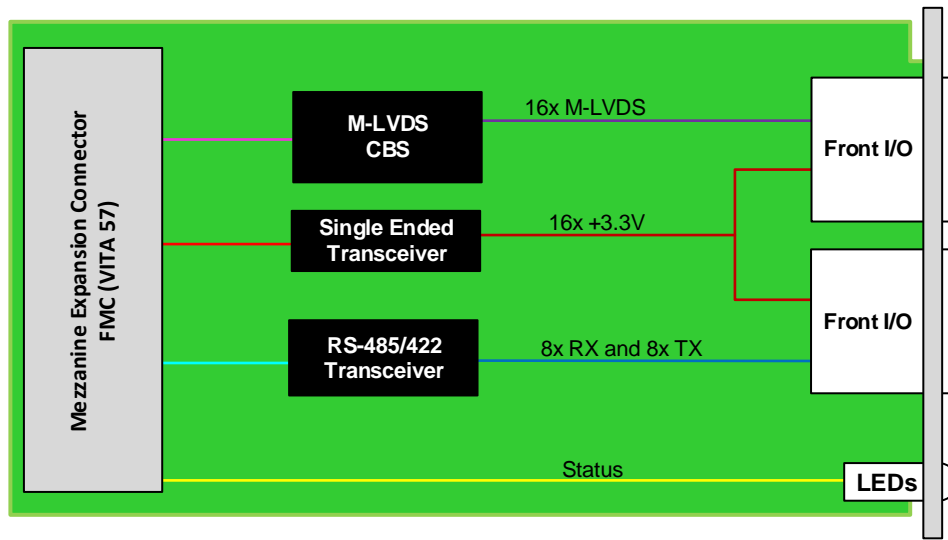 Mezzanine Expansion Connector
FMC (VITA 57)
M-LVDS
CBS
16x M-LVDS
Front I/O
Single Ended
Transceiver
16x +3.3V
Front I/O
RS-485/422
Transceiver
8x RX and 8x TX
Status
LEDs